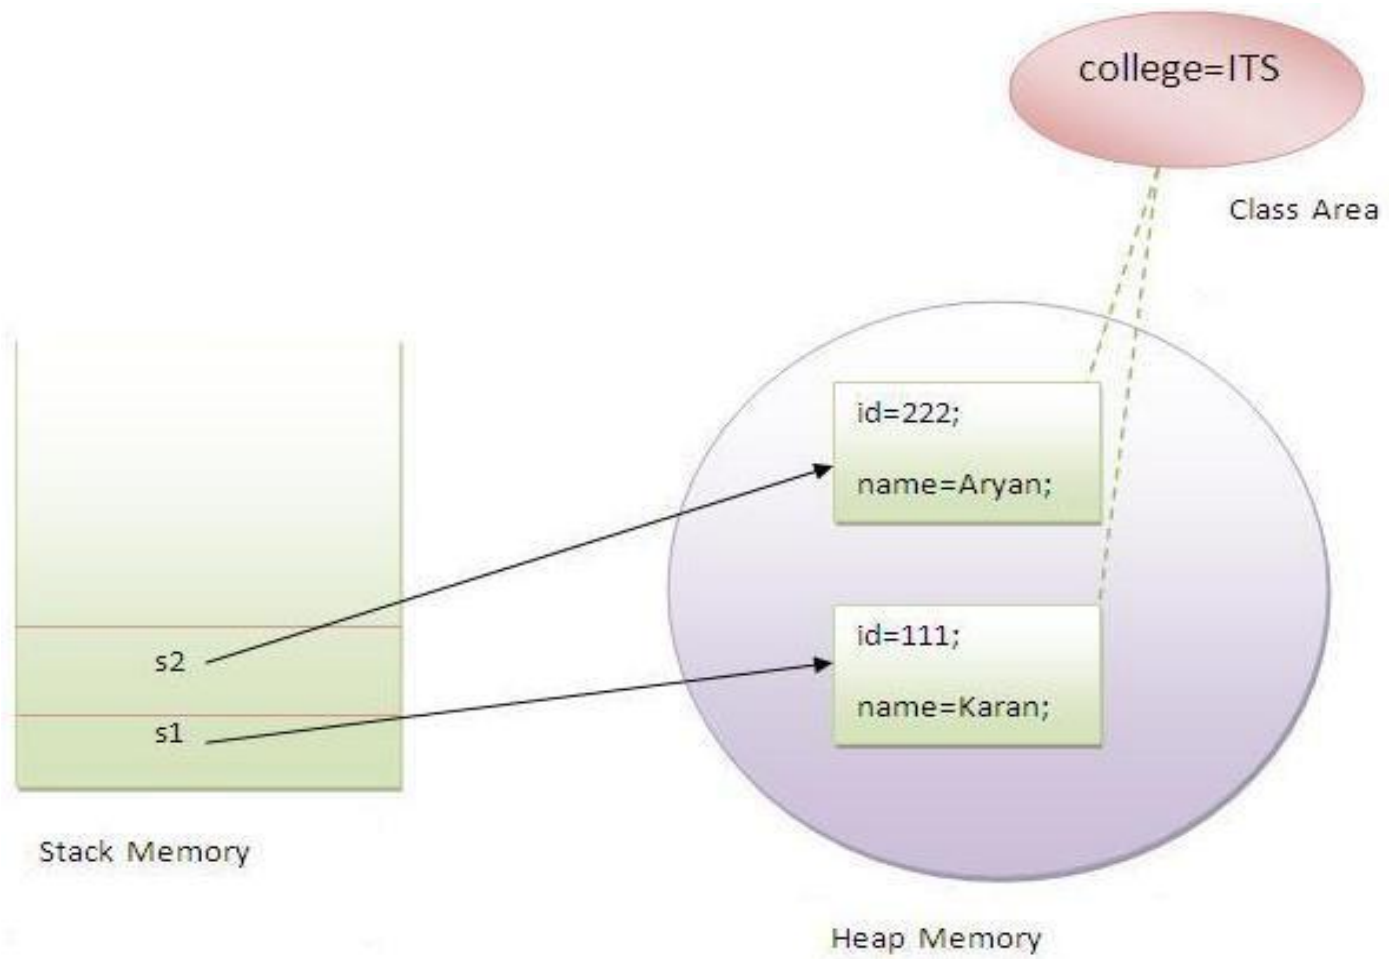 college=ITS
Class Area
id=222;
name=Aryan;
s2
id=111;
name=Karan;
s1
Stack Memory
Heap Memory